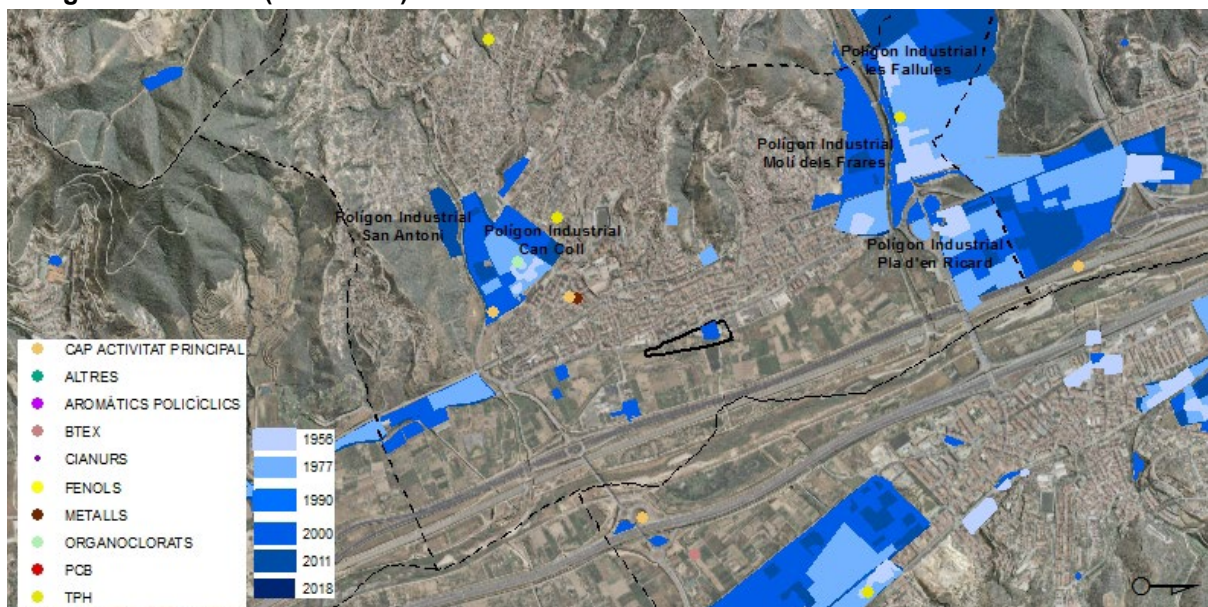 Polígon Industrial
les Fallules
Polígon Industrial
Molí dels Frares
Polígon Industrial
San Antoni
Polígon Industrial
Can Coll
Polígon Industrial
Pla d'en Ricard
CAP ACTIVITAT PRINCIPAL
ALTRES
AROMÀTICS POLICÍCLICS
BTEX
CIANURS
FENOLS
METALLS
ORGANOCLORATS
PCB
TPH
1956
1977
1990
2000
2011
2018